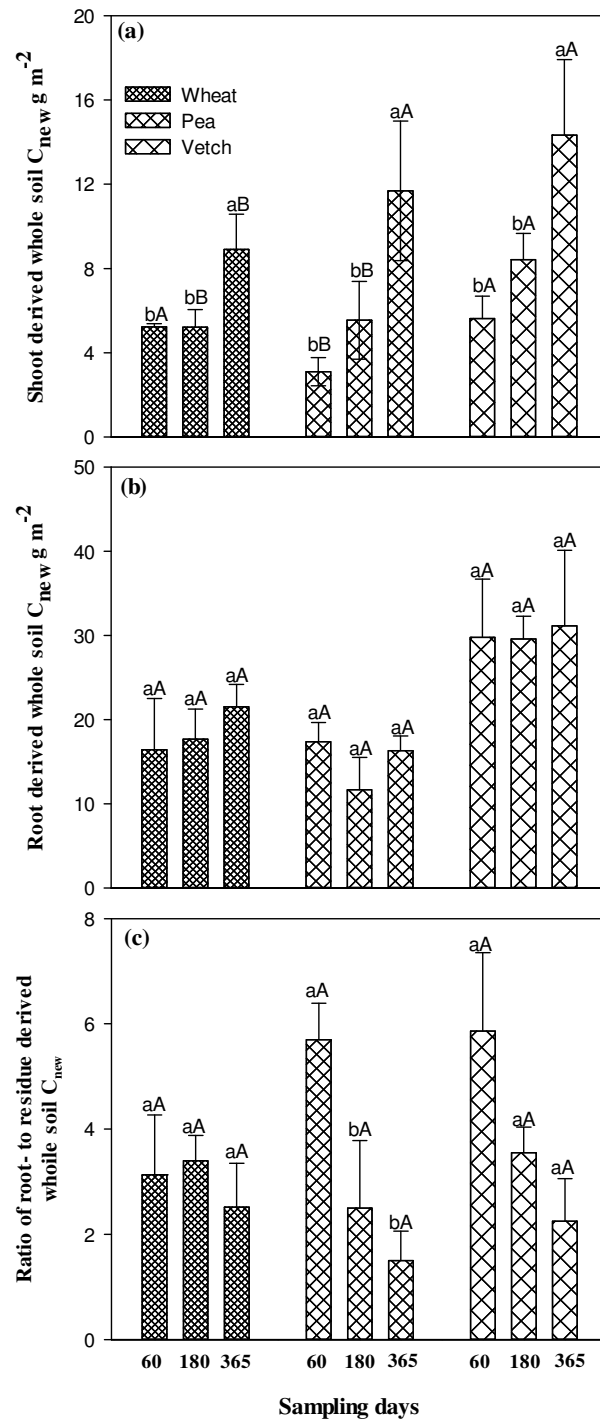 (a)
20
16
12
8
4
0
Shoot derived whole soil Cnew g m-2
Wheat
Pea
Vetch
bA bB aB bB bB aA bA bA aA
(b)
50
40
30
20
10
0
Root derived whole soil Cnew g m-2
aA aA aA aA aA aA aA aA aA
(c)
8
6
4
2
0
Ratio of root- to residue derived
whoile soil Cnew
aA aA aA aA bA bA aA aA aA
60 180 365 60 180 365 60 180 365
Sampling days